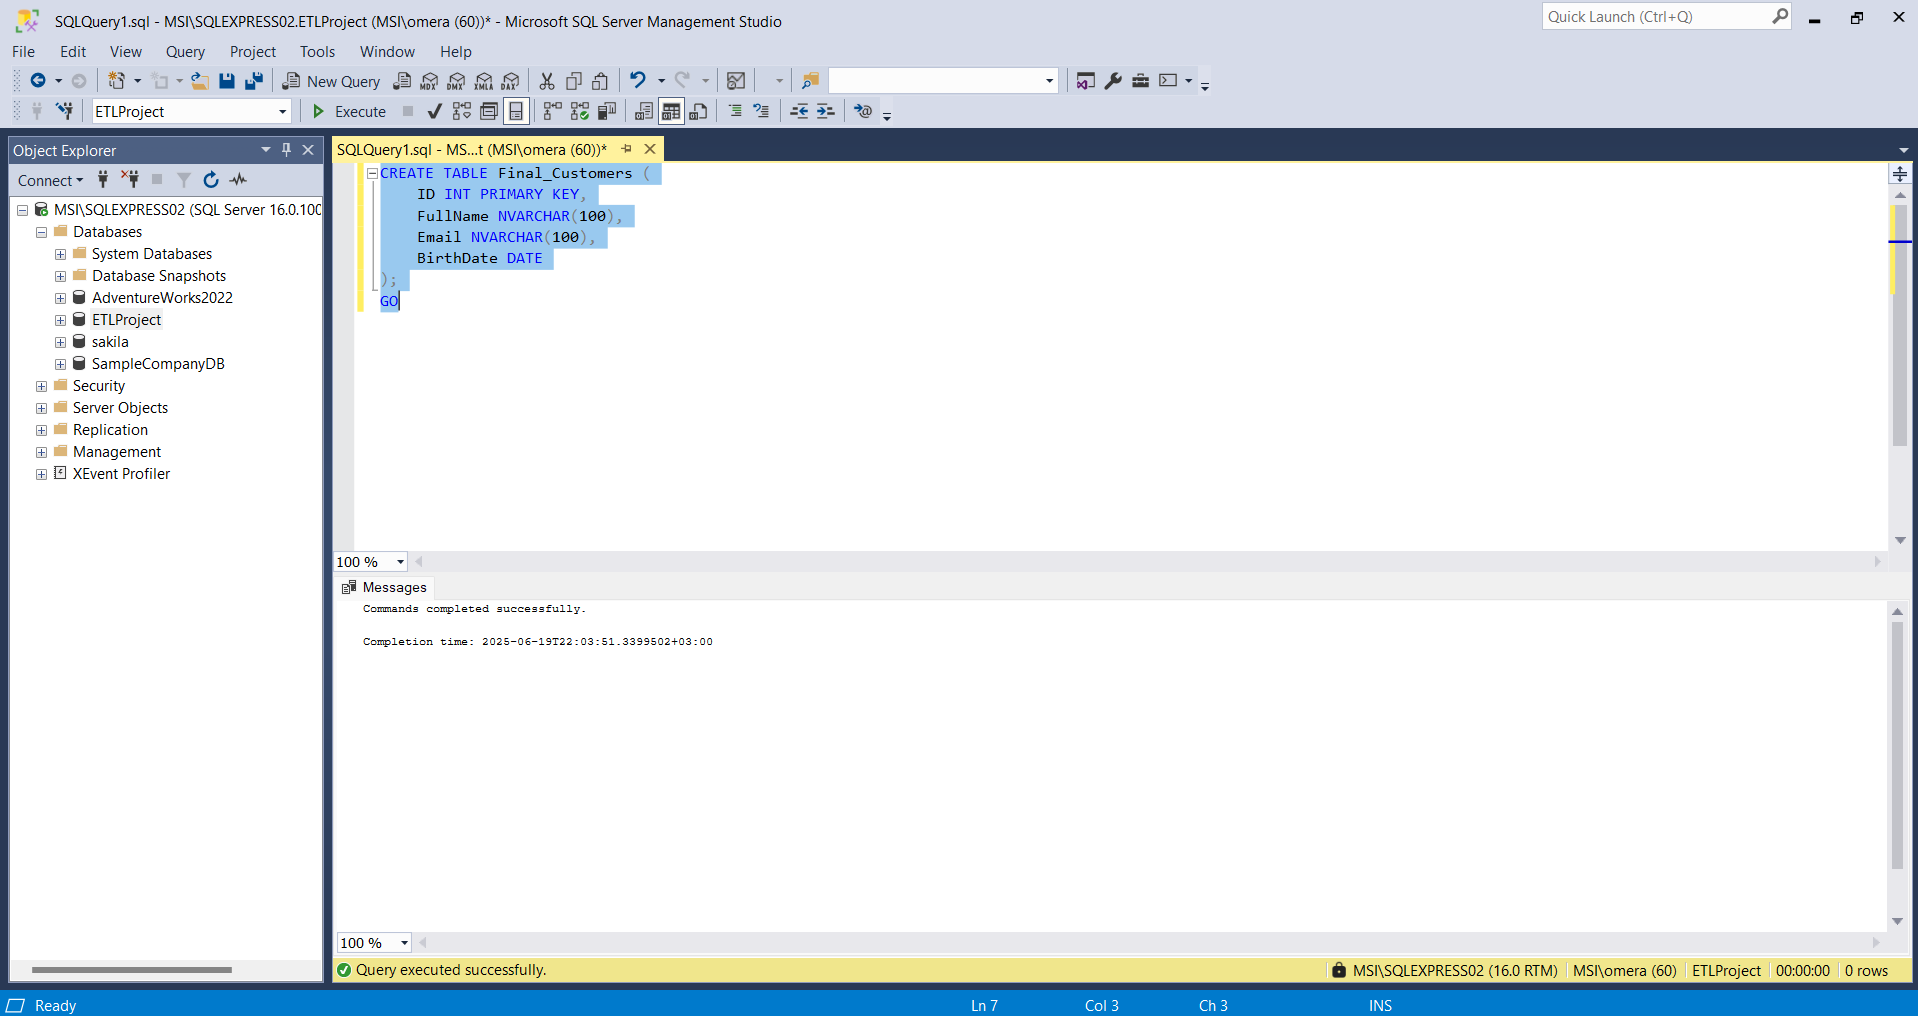 SQLQuery1.sql - MSI\SQLEXPRESS02.ETLProject (MSI\omera (60))* - Microsoft SQL Server Management Studio
Quick Launch (Ctrl+Q)
File Edit View Query Project Tools Window Help
New Query MDX DMX XMLA DAX
ETLProject Execute
Object Explorer
SQLQuery1.sql - MS...t (MSI\omera (60))*
Connect
MSI\SQLEXPRESS02 (SQL Server 16.0.100
Databases
System Databases
Database Snapshots
AdventureWorks2022
ETLProject
sakila
SampleCompanyDB
Security
Server Objects
Replication
Management
XEvent Profiler
CREATE TABLE Final_Customers (
ID INT PRIMARY KEY,
FullName NVARCHAR(100),
Email NVARCHAR(100),
BirthDate DATE
);
GO
100 %
Messages
Commands completed successfully.
Completion time: 2025-06-19T22:03:51.3399502+03:00
100 %
Query executed successfully.
MSI\SQLEXPRESS02 (16.0 RTM) MSI\omera (60) ETLProject 00:00:00 0 rows
Ready Ln 7 Col 3 Ch 3 INS